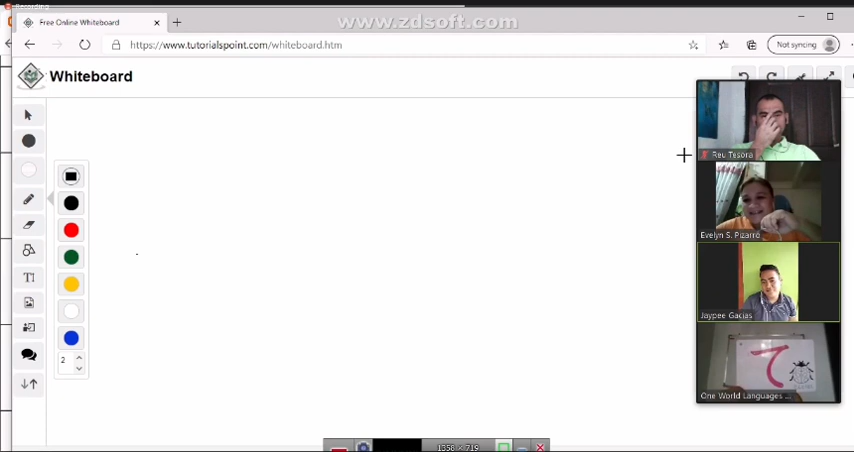 Recording
Free Online Whiteboard
www.zdsoft.com
https://www.tutorialspoint.com/whiteboard.htm
Not syncing
Whiteboard
Reu Tesora
Evelyn S. Pizarro
Jaypee Gacias
て
One World Languages ...
TI
2
1358 x 719